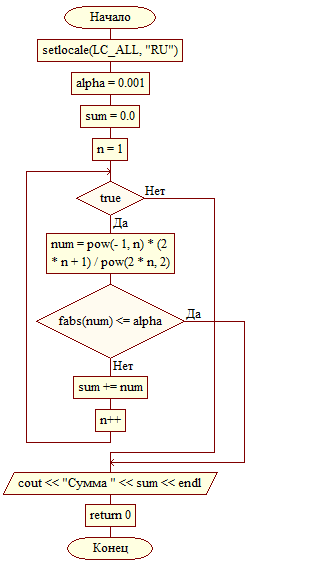 Начало
setlocale(LC_ALL, "RU")
alpha = 0.001
sum = 0.0
n = 1
true
Нет
Да
num = pow(- 1, n) * (2
* n + 1) / pow(2 * n, 2)
fabs(num) <= alpha
Да
Нет
sum += num
n++
cout << "Сумма " << sum << endl
return 0
Конец